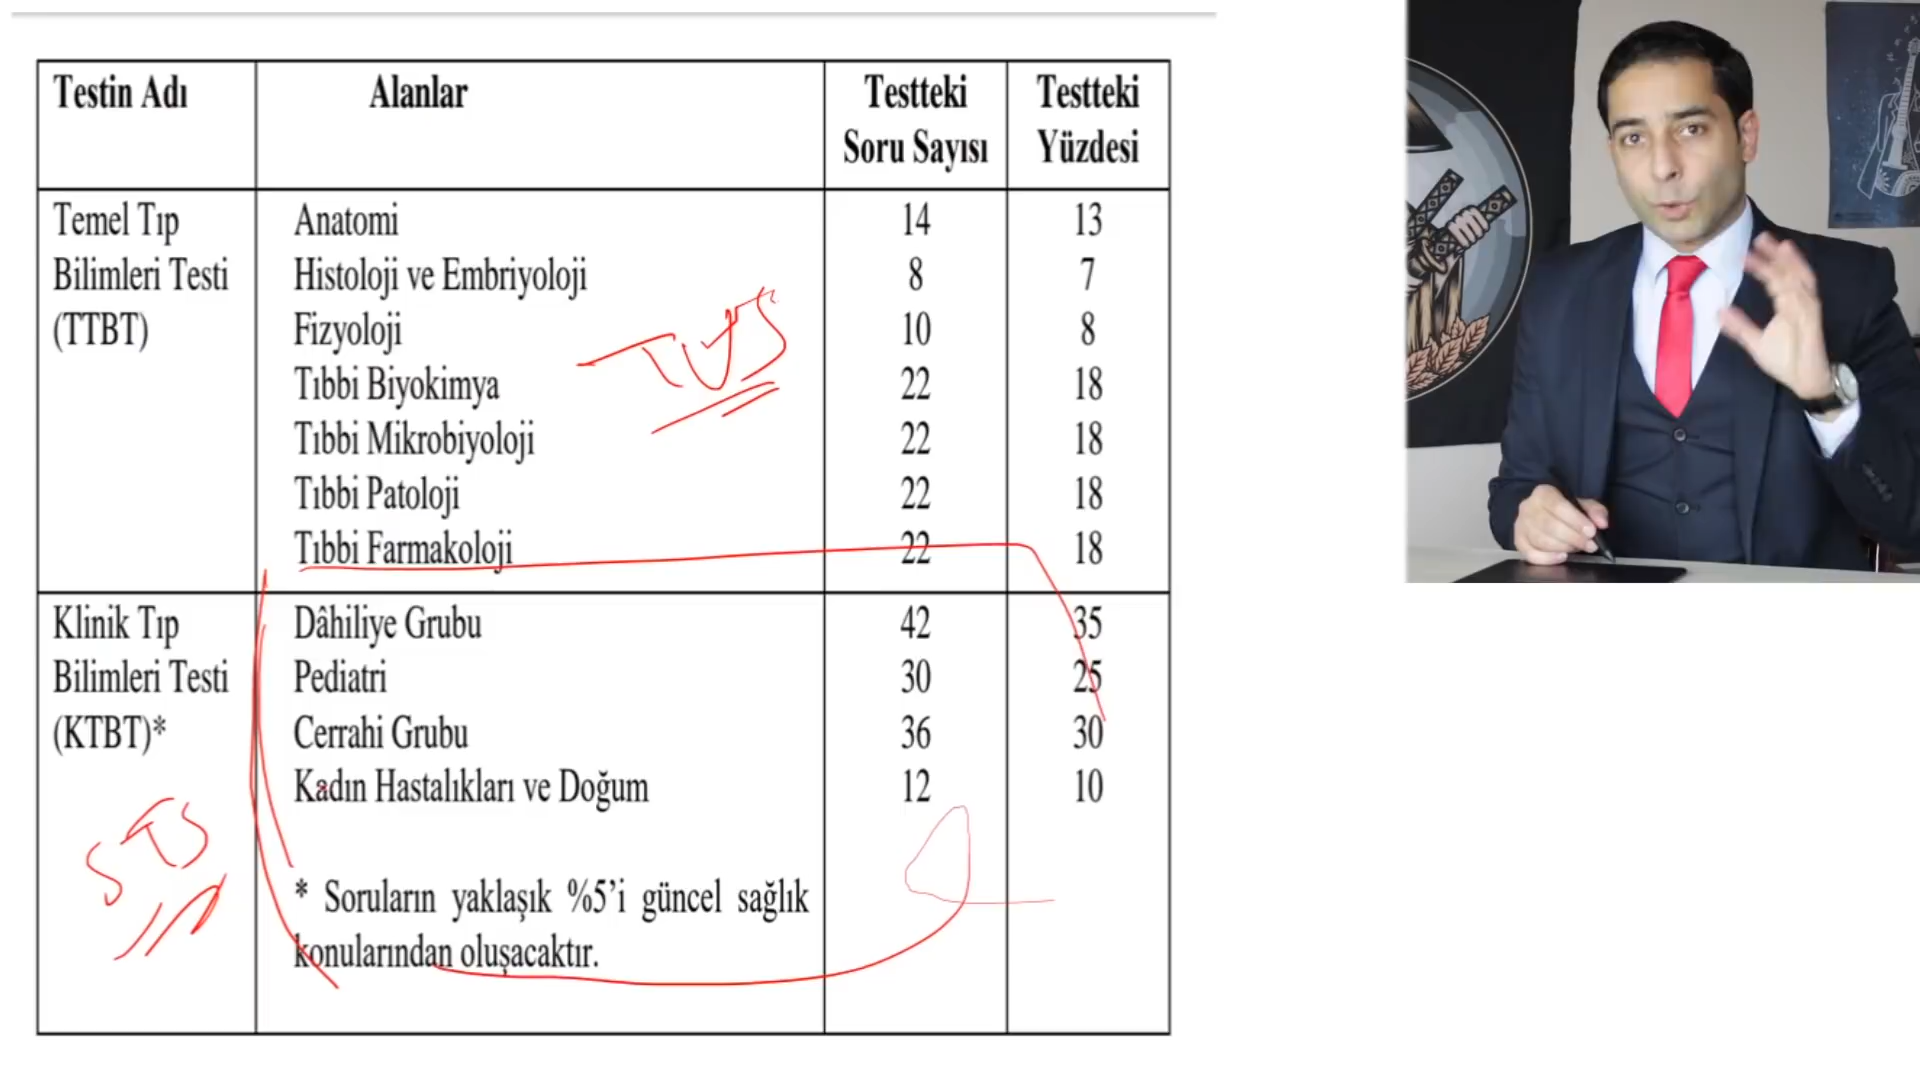 Testin Adı Alanlar Testteki Soru Sayısı Testteki Yüzdesi
Temel Tıp Bilimleri Testi (TTBT)
Anatomi 14 13
Histoloji ve Embriyoloji 8 7
Fizyoloji 10 8
Tıbbi Biyokimya 22 18
Tıbbi Mikrobiyoloji 22 18
Tıbbi Patoloji 22 18
Tıbbi Farmakoloji 22 18
TUS
Klinik Tıp Bilimleri Testi (KTBT)*
Dâhiliye Grubu 42 35
Pediatri 30 25
Cerrahi Grubu 36 30
Kadın Hastalıkları ve Doğum 12 10
STS
* Soruların yaklaşık %5'i güncel sağlık
konularından oluşacaktır.